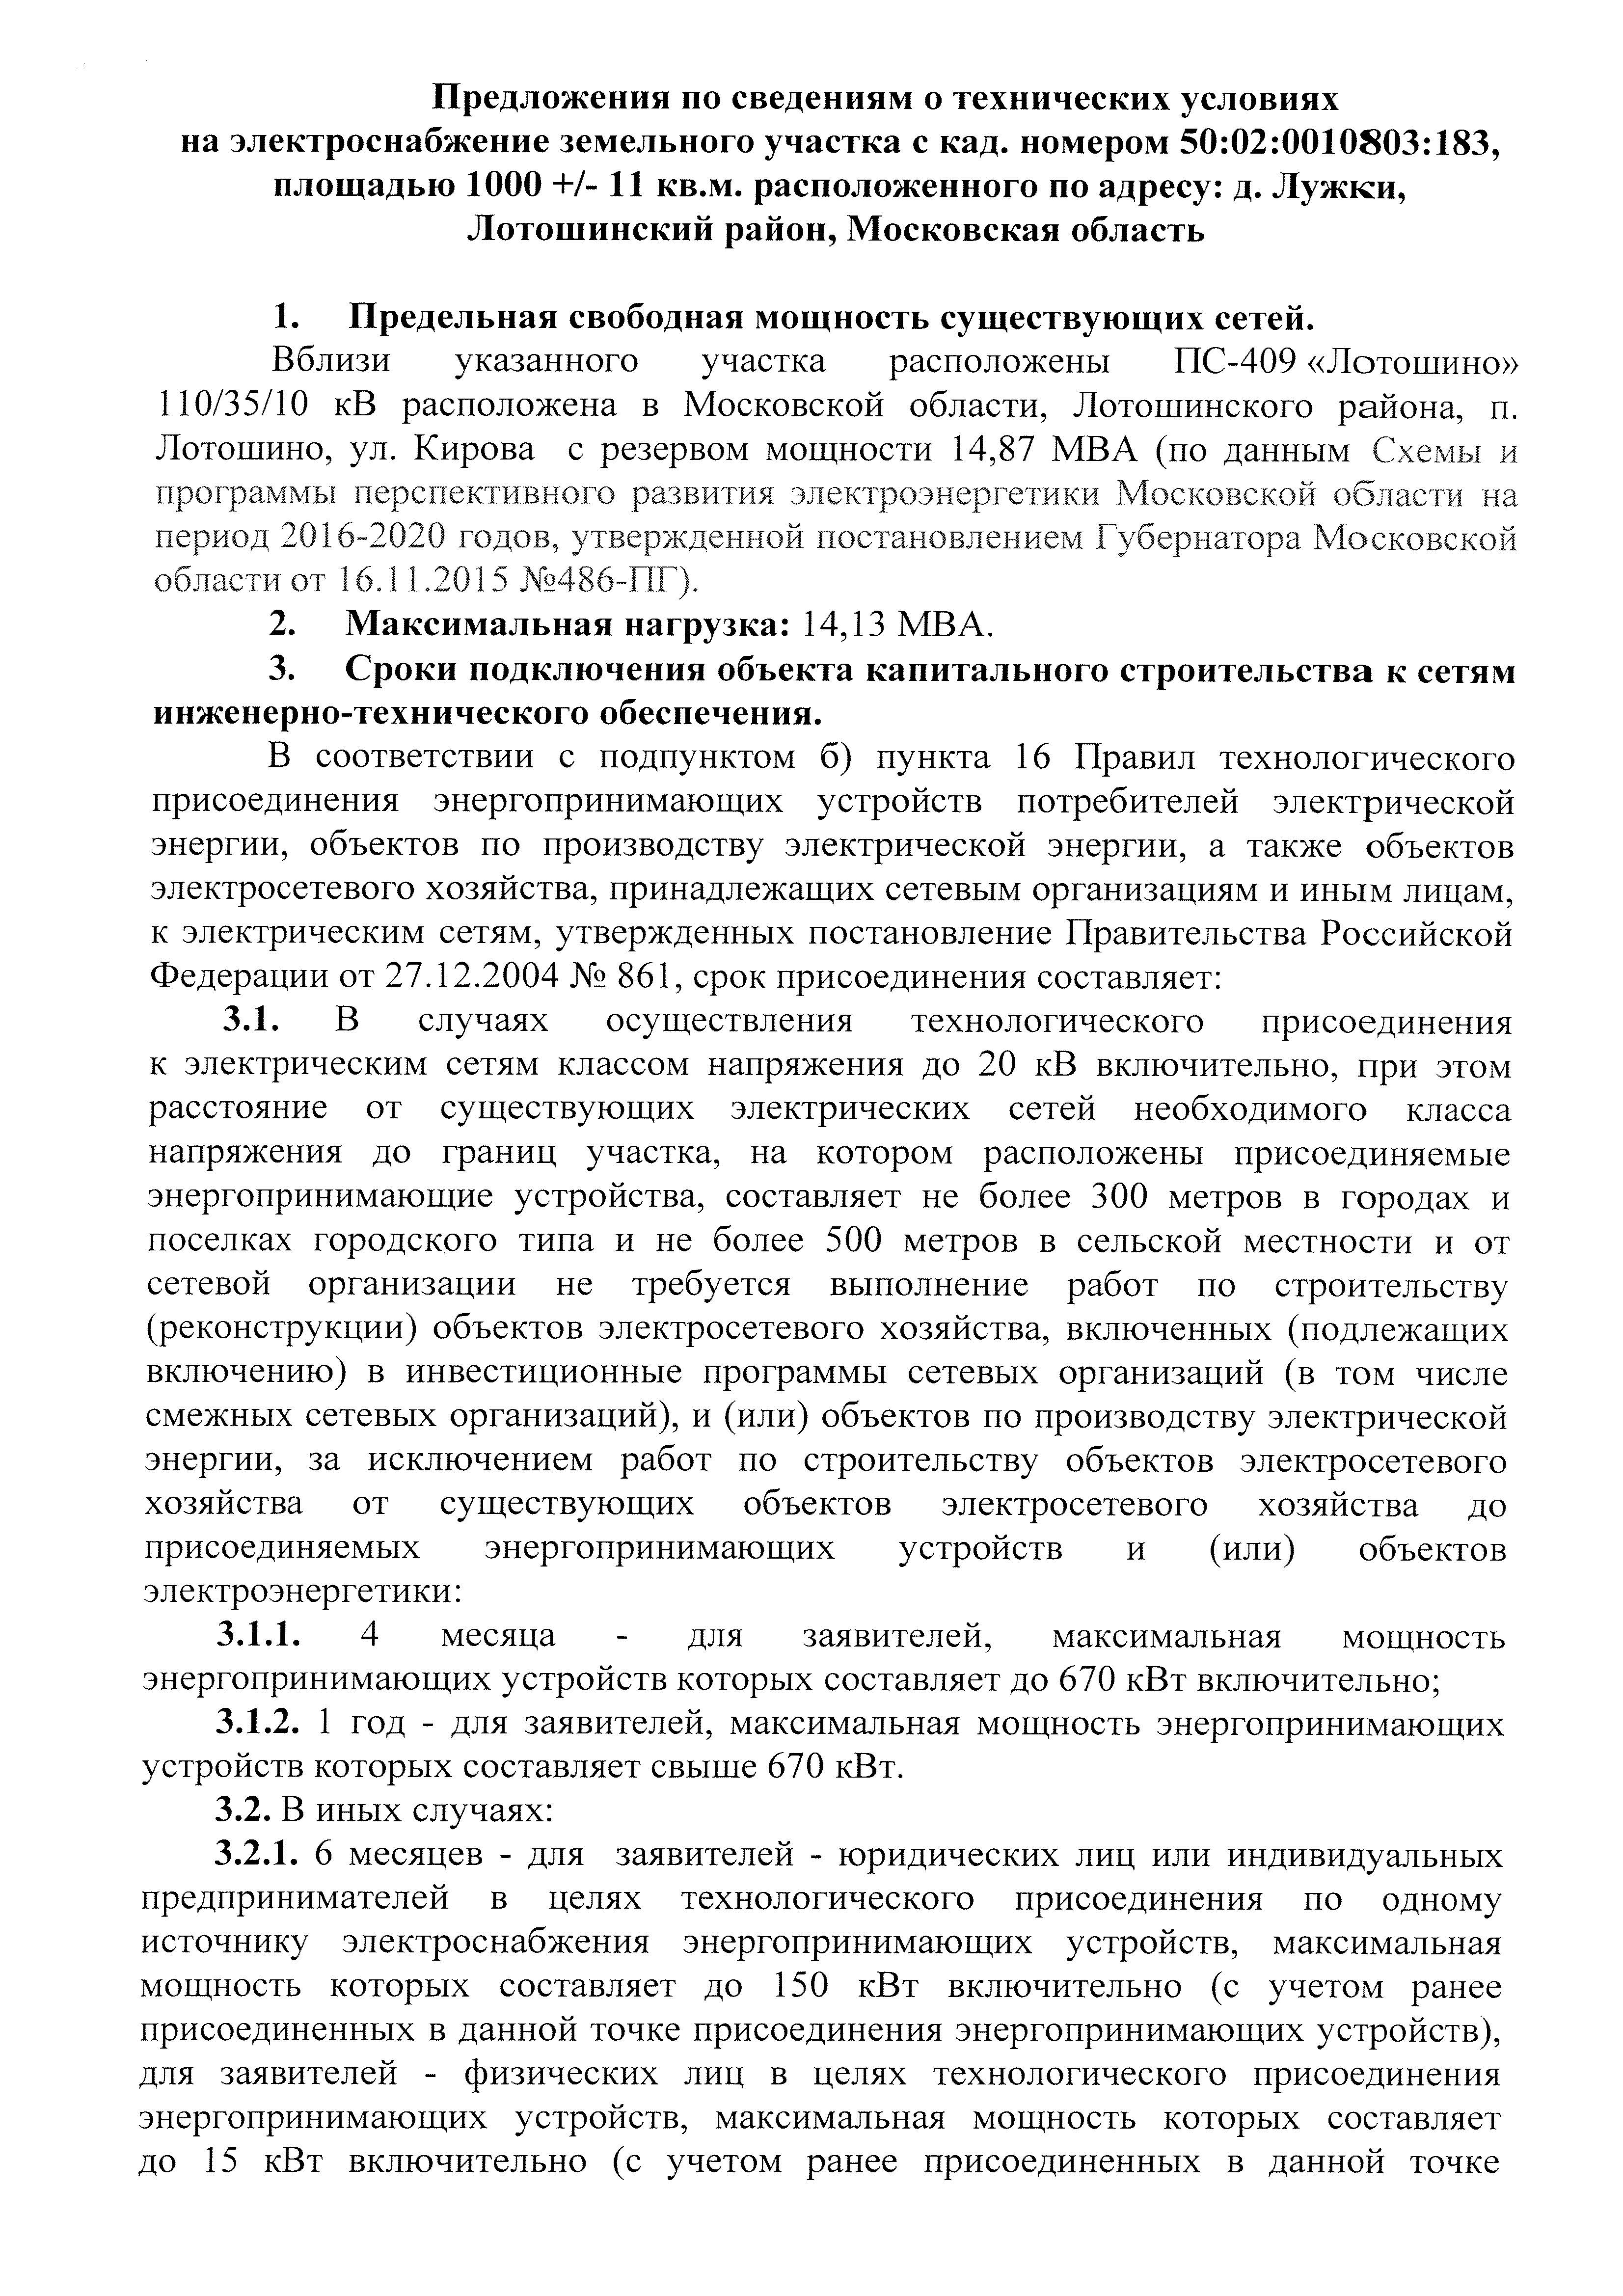 Предложения по сведениям о технических условиях
на электроснабжение земельного участка с кад. номером 50:02:0010803:183,
площадью 1000 +/- 11 кв.м. расположенного по адресу: д. Лужки,
Лотошинский район, Московская область
1. Предельная свободная мощность существующих сетей.
Вблизи указанного участка расположены ПС-409 «Лотошино»
110/35/10 кВ расположена в Московской области, Лотошинского района, п.
Лотошино, ул. Кирова с резервом мощности 14,87 МВА (по данным Схемы и
программы перспективного развития электроэнергетики Московской области на
период 2016-2020 годов, утвержденной постановлением Губернатора Московской
области от 16.11.2015 №486-ПГ).
2. Максимальная нагрузка: 14,13 МВА.
3. Сроки подключения объекта капитального строительства к сетям
инженерно-технического обеспечения.
В соответствии с подпунктом б) пункта 16 Правил технологического
присоединения энергопринимающих устройств потребителей электрической
энергии, объектов по производству электрической энергии, а также объектов
электросетевого хозяйства, принадлежащих сетевым организациям и иным лицам,
к электрическим сетям, утвержденных постановление Правительства Российской
Федерации от 27.12.2004 № 861, срок присоединения составляет:
3.1. В случаях осуществления технологического присоединения
к электрическим сетям классом напряжения до 20 кВ включительно, при этом
расстояние от существующих электрических сетей необходимого класса
напряжения до границ участка, на котором расположены присоединяемые
энергопринимающие устройства, составляет не более 300 метров в городах и
поселках городского типа и не более 500 метров в сельской местности и от
сетевой организации не требуется выполнение работ по строительству
(реконструкции) объектов электросетевого хозяйства, включенных (подлежащих
включению) в инвестиционные программы сетевых организаций (в том числе
смежных сетевых организаций), и (или) объектов по производству электрической
энергии, за исключением работ по строительству объектов электросетевого
хозяйства от существующих объектов электросетевого хозяйства до
присоединяемых энергопринимающих устройств и (или) объектов
электроэнергетики:
3.1.1. 4 месяца - для заявителей, максимальная мощность
энергопринимающих устройств которых составляет до 670 кВт включительно;
3.1.2. 1 год - для заявителей, максимальная мощность энергопринимающих
устройств которых составляет свыше 670 кВт.
3.2. В иных случаях:
3.2.1. 6 месяцев - для заявителей - юридических лиц или индивидуальных
предпринимателей в целях технологического присоединения по одному
источнику электроснабжения энергопринимающих устройств, максимальная
мощность которых составляет до 150 кВт включительно (с учетом ранее
присоединенных в данной точке присоединения энергопринимающих устройств),
для заявителей - физических лиц в целях технологического присоединения
энергопринимающих устройств, максимальная мощность которых составляет
до 15 кВт включительно (с учетом ранее присоединенных в данной точке